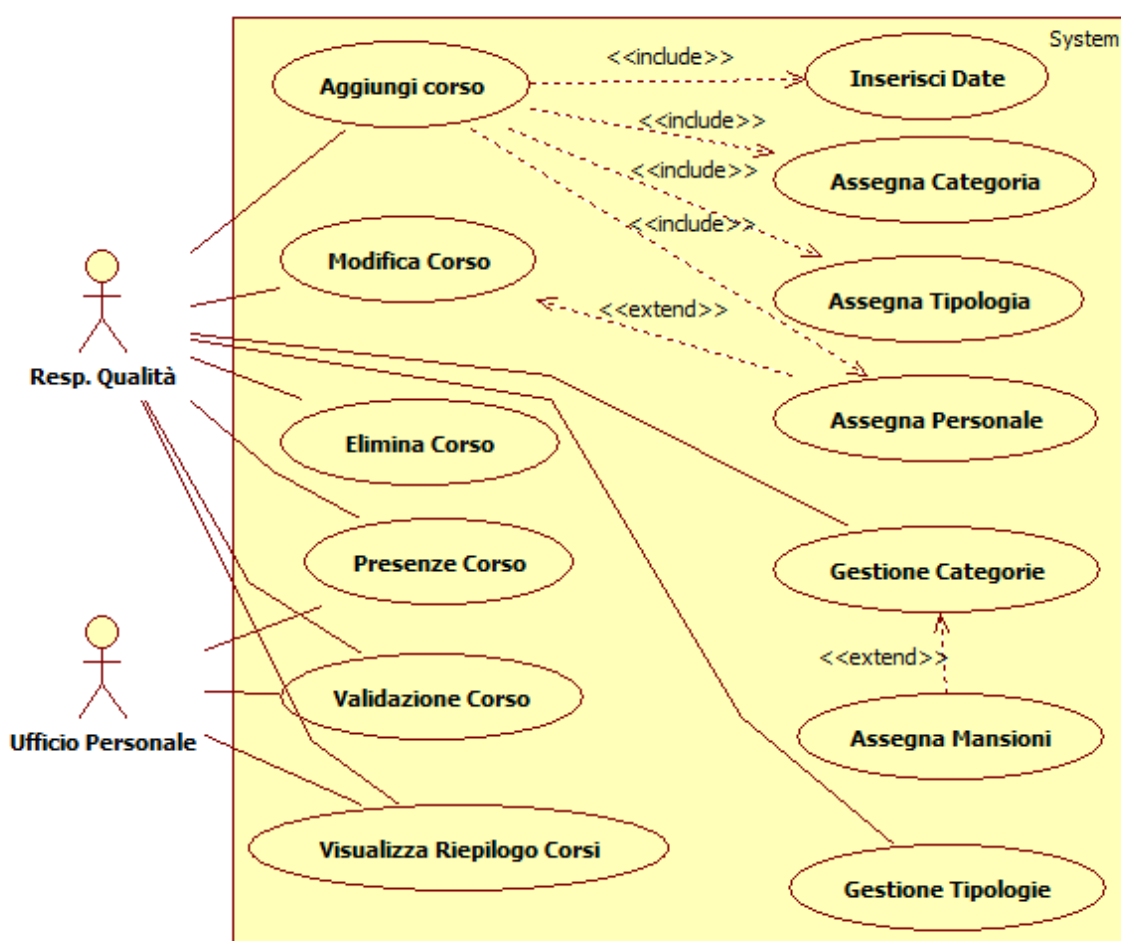 System
<<include>>
Aggiungi corso
Inserisci Date
<<include>>
<<include>>
Assegna Categoria
<<include>>
Modifica Corso
Assegna Tipologia
<<extend>>
Resp. Qualità
Assegna Personale
Elimina Corso
Presenze Corso
Gestione Categorie
<<extend>>
Validazione Corso
Ufficio Personale
Assegna Mansioni
Visualizza Riepilogo Corsi
Gestione Tipologie